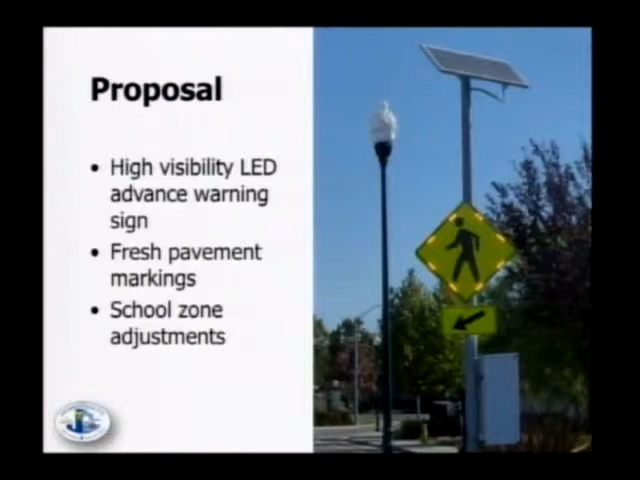 Proposal
• High visibility LED
advance warning
sign
• Fresh pavement
markings
• School zone
adjustments